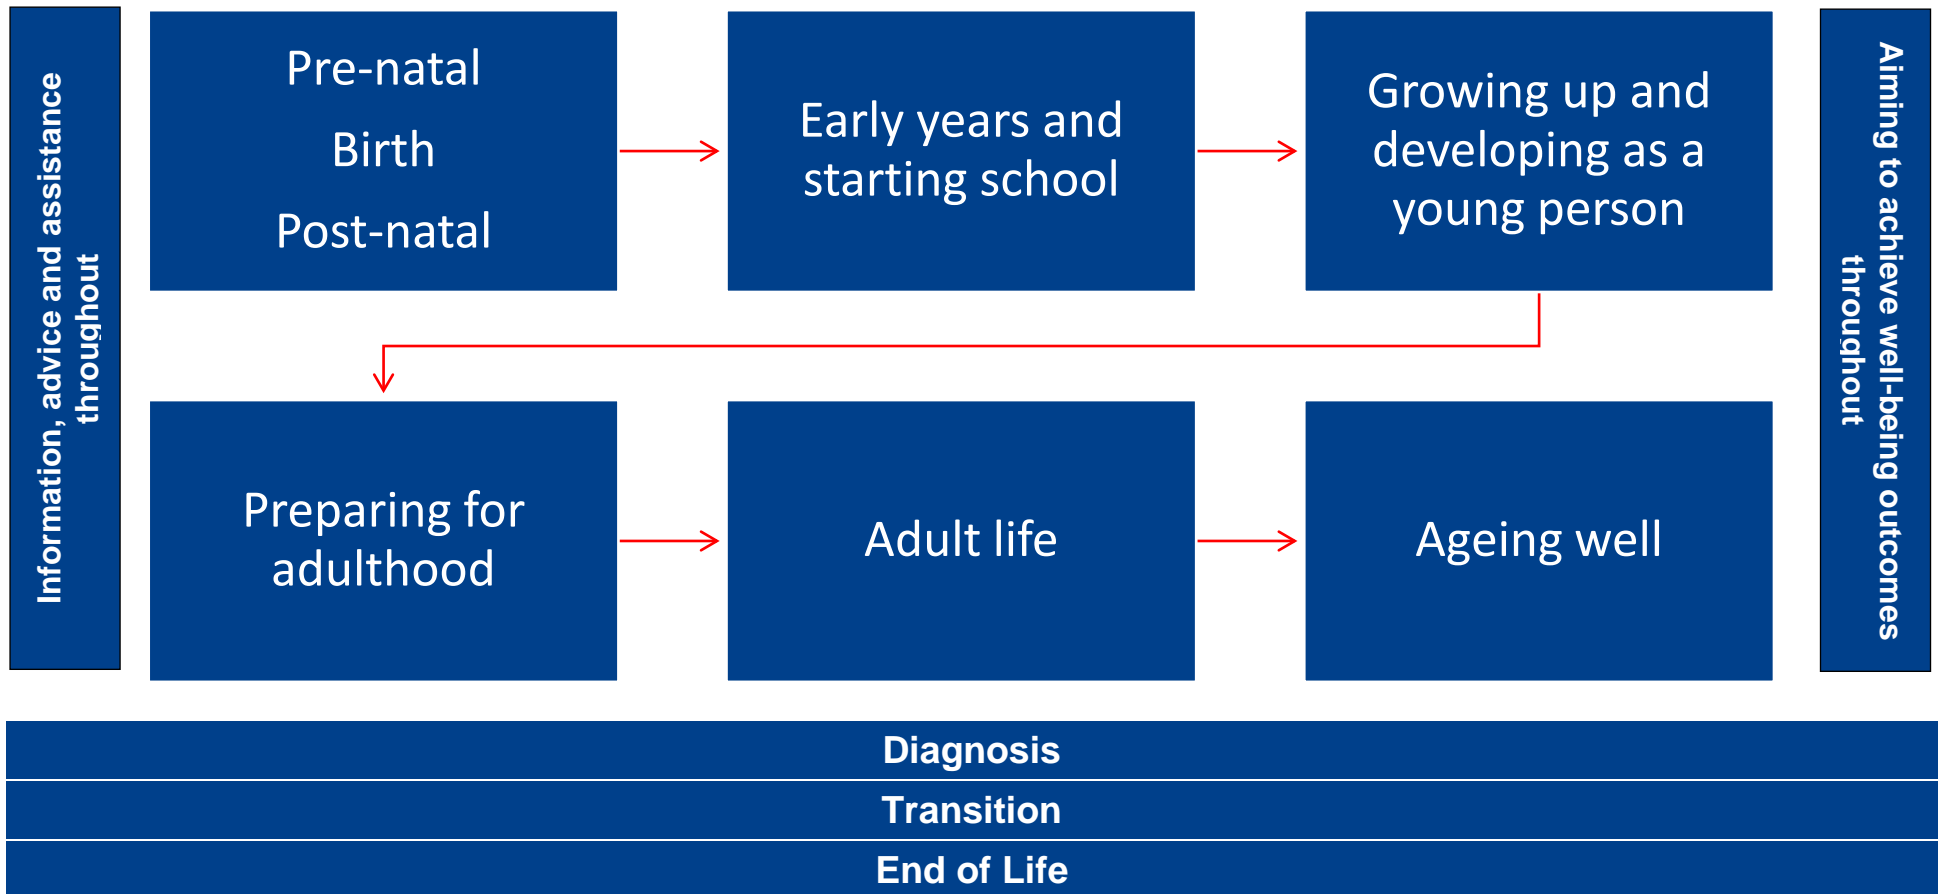 Information, advice and assistance
throughout
Pre-natal
Birth
Post-natal
Early years and
starting school
Growing up and
developing as a
young person
Aiming to achieve well-being outcomes
throughout
Preparing for
adulthood
Adult life
Ageing well
Diagnosis
Transition
End of Life